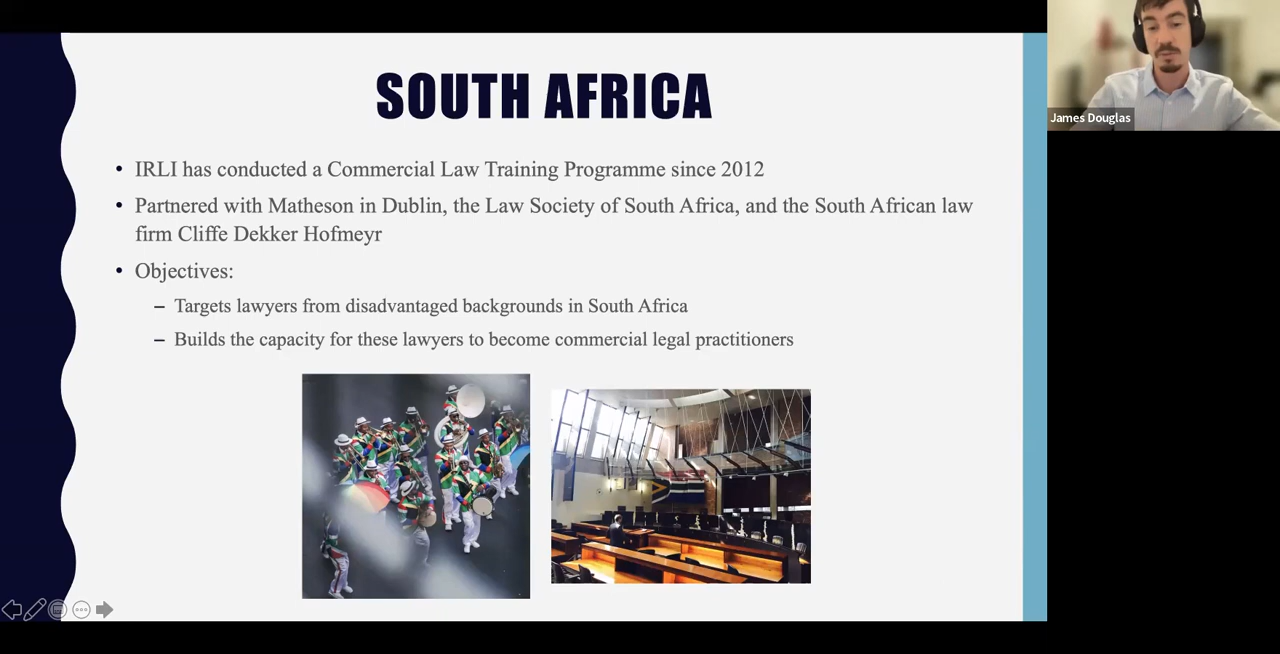 SOUTH AFRICA
• IRLI has conducted a Commercial Law Training Programme since 2012
• Partnered with Matheson in Dublin, the Law Society of South Africa, and the South African law
firm Cliffe Dekker Hofmeyr
• Objectives:
– Targets lawyers from disadvantaged backgrounds in South Africa
– Builds the capacity for these lawyers to become commercial legal practitioners
James Douglas